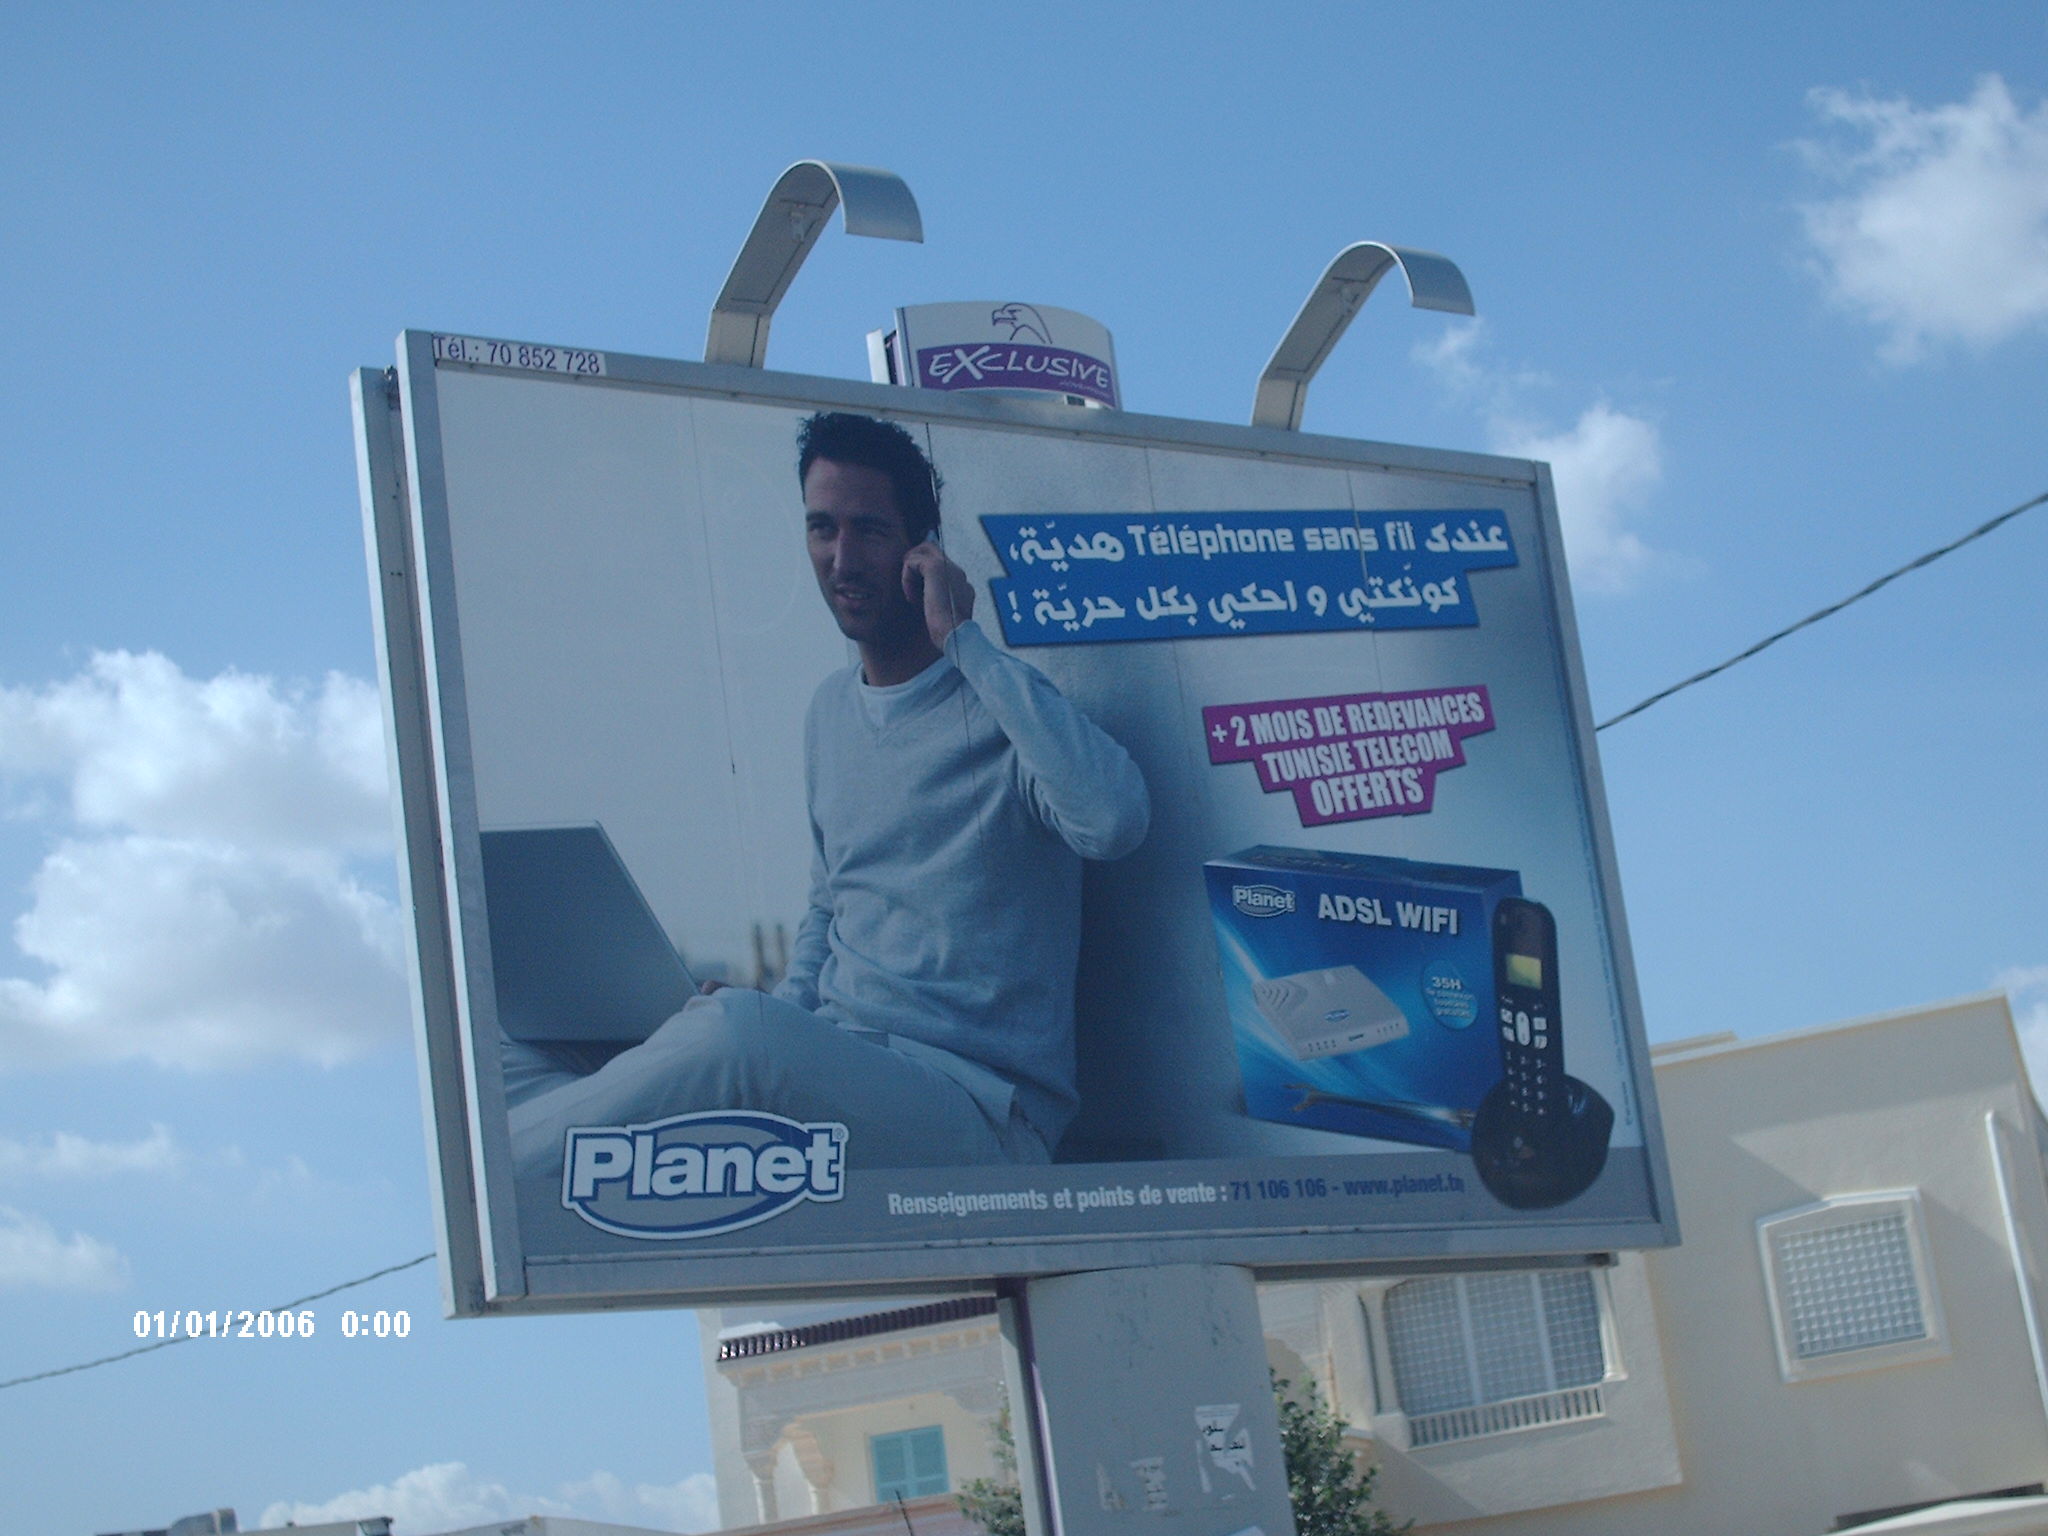 Tél.: 70 852 728
EXCLUSIVE
عندك Téléphone sans fil هديّة،
كونّكتي و احكي بكل حريّة !
+ 2 MOIS DE REDEVANCES
TUNISIE TELECOM
OFFERTS*
Planet
ADSL WIFI
35H
Planet
Renseignements et points de vente : 71 106 106 - www.planet.tn
01/01/2006 0:00